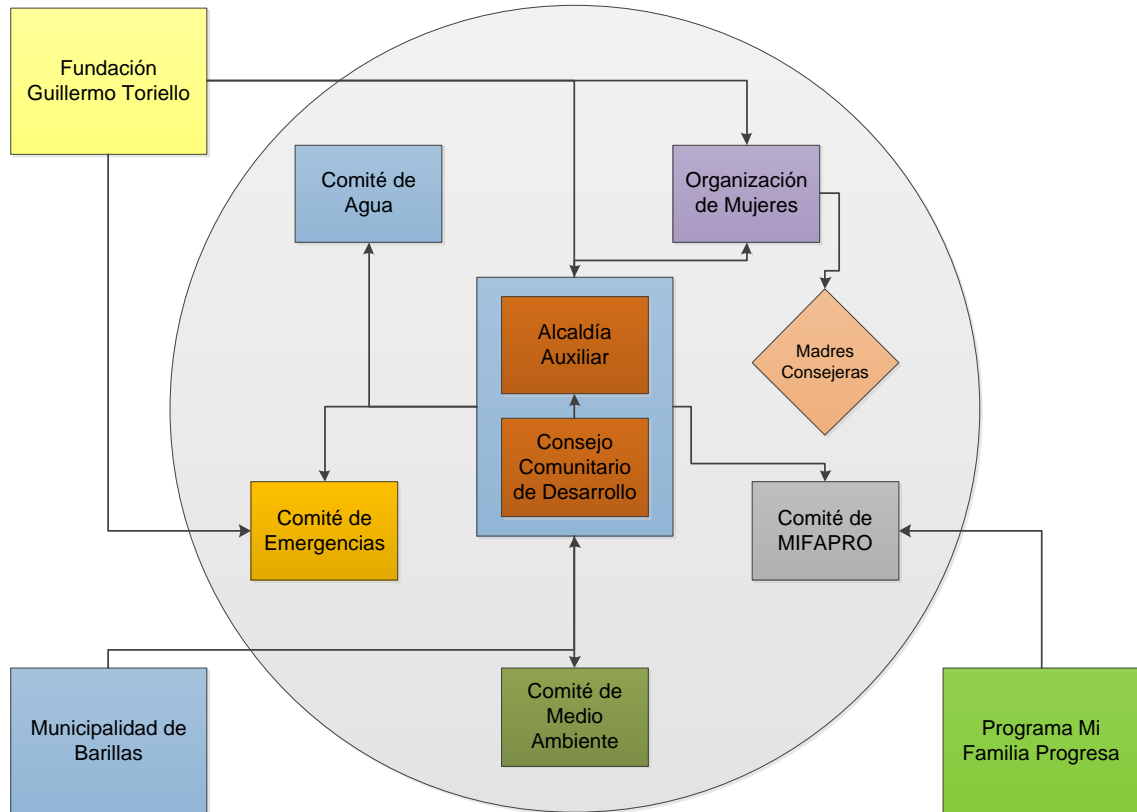 Fundación
Guillermo Toriello
Comité de
Agua
Organización
de Mujeres
Alcaldía
Auxiliar
Madres
Consejeras
Consejo
Comunitario
de Desarrollo
Comité de
Emergencias
Comité de
MIFAPRO
Municipalidad de
Barillas
Comité de
Medio
Ambiente
Programa Mi
Familia Progresa